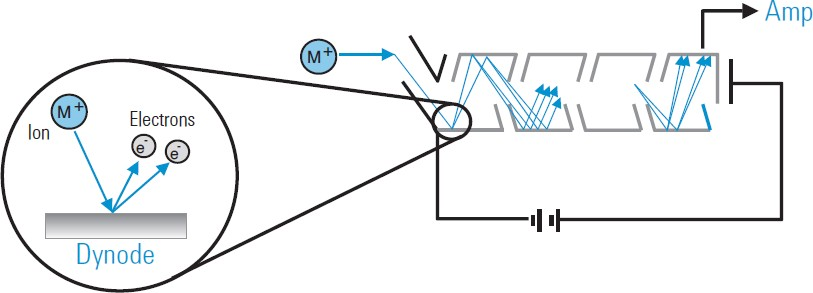 Amp
M+
M+
Ion
Electrons
e-
e-
Dynode